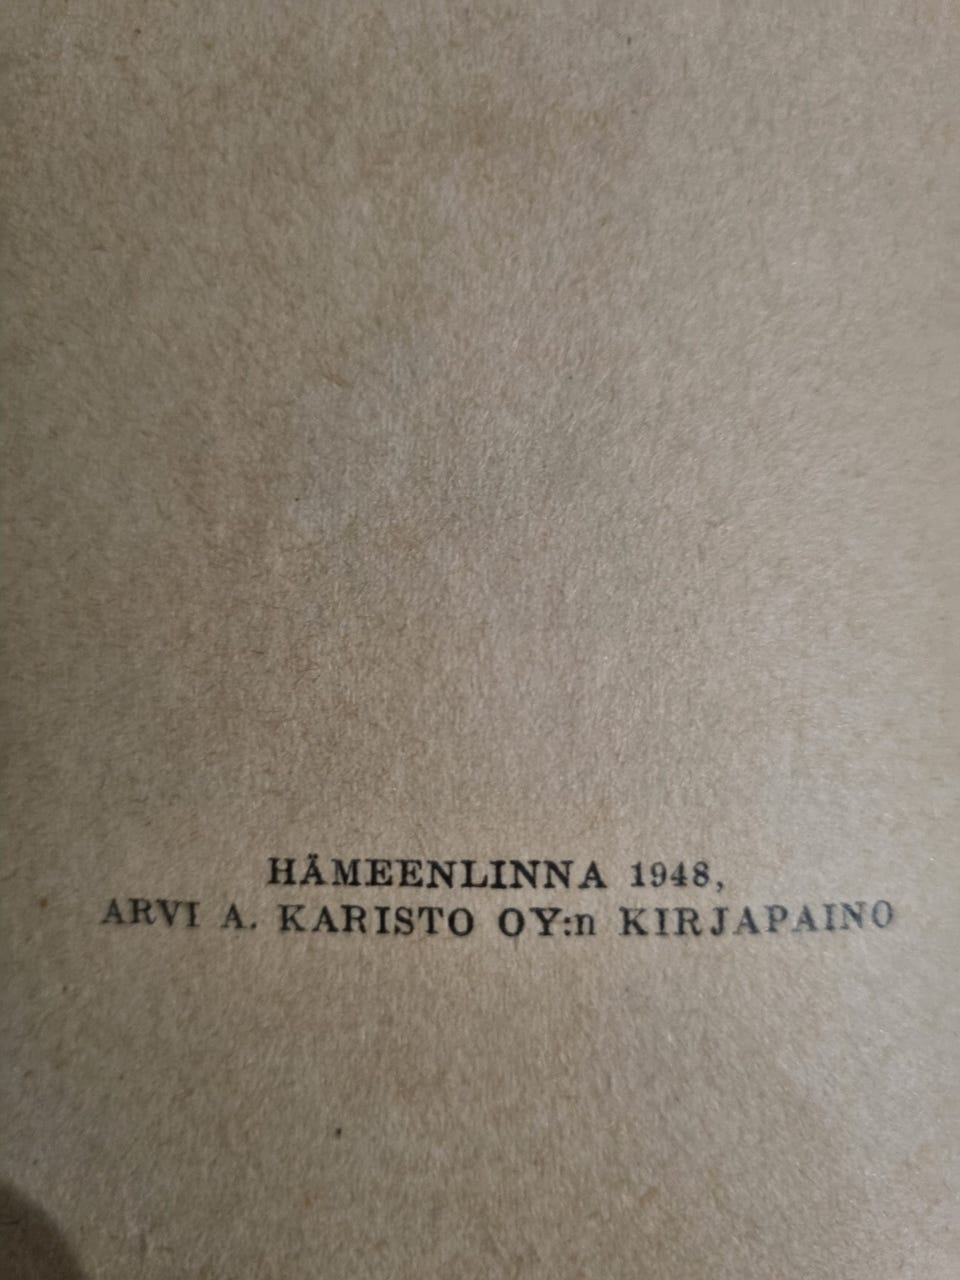 HÄMEENLINNA 1948,
ARVI A. KARISTO OY:n KIRJAPAINO